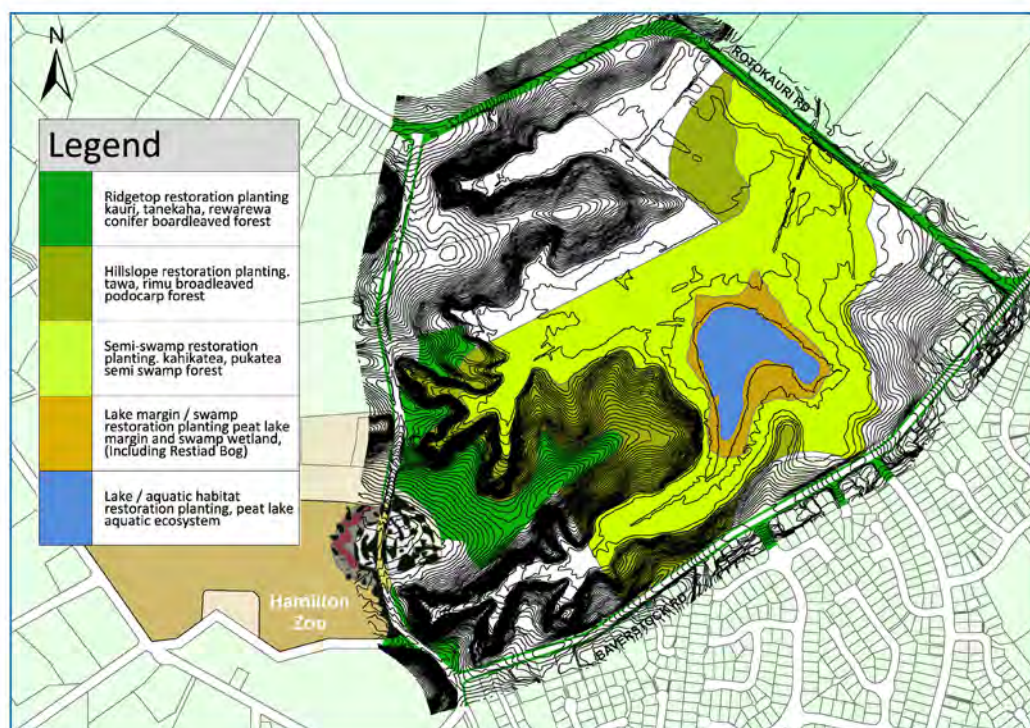 N
Legend
Ridgetop restoration planting
kauri, tanekaha, rewarewa
conifer boardleaved forest
Hillslope restoration planting.
tawa, rimu broadleaved
podocarp forest
Semi-swamp restoration
planting. kahikatea, pukatea
semi swamp forest
Lake margin / swamp
restoration planting peat lake
margin and swamp wetland,
(Including Restiad Bog)
Lake / aquatic habitat
restoration planting, peat lake
aquatic ecosystem
ROTOKAURI RD
Hamilton
Zoo
BAVERSTOCK RD